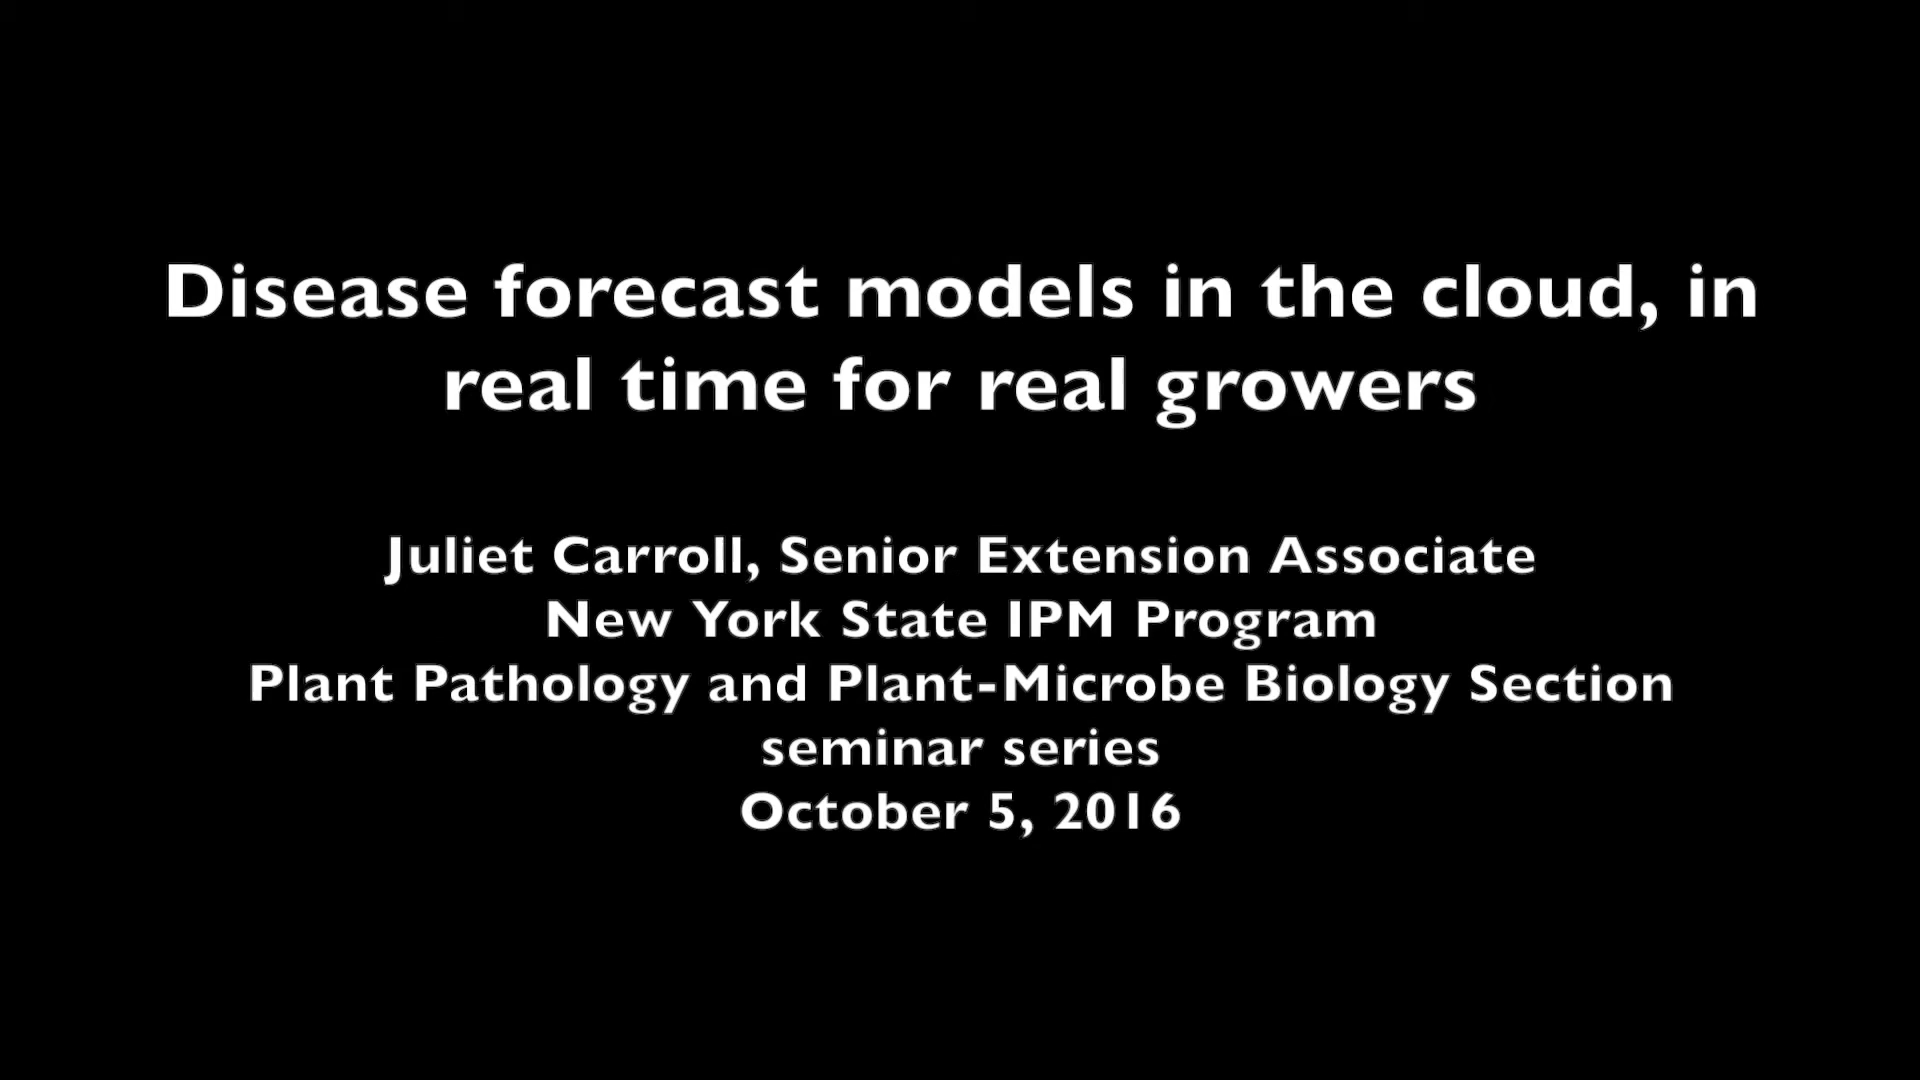 Disease forecast models in the cloud, in
real time for real growers
Juliet Carroll, Senior Extension Associate
New York State IPM Program
Plant Pathology and Plant-Microbe Biology Section
seminar series
October 5, 2016